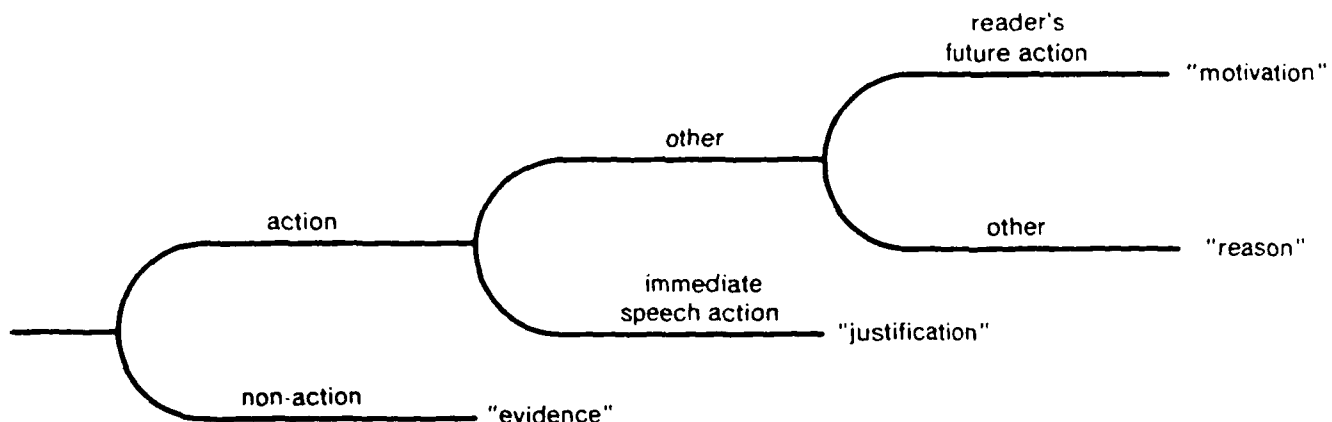 reader's
future action
"motivation"
other
action
other
"reason"
immediate
speech action
"justification"
non-action
"evidence"